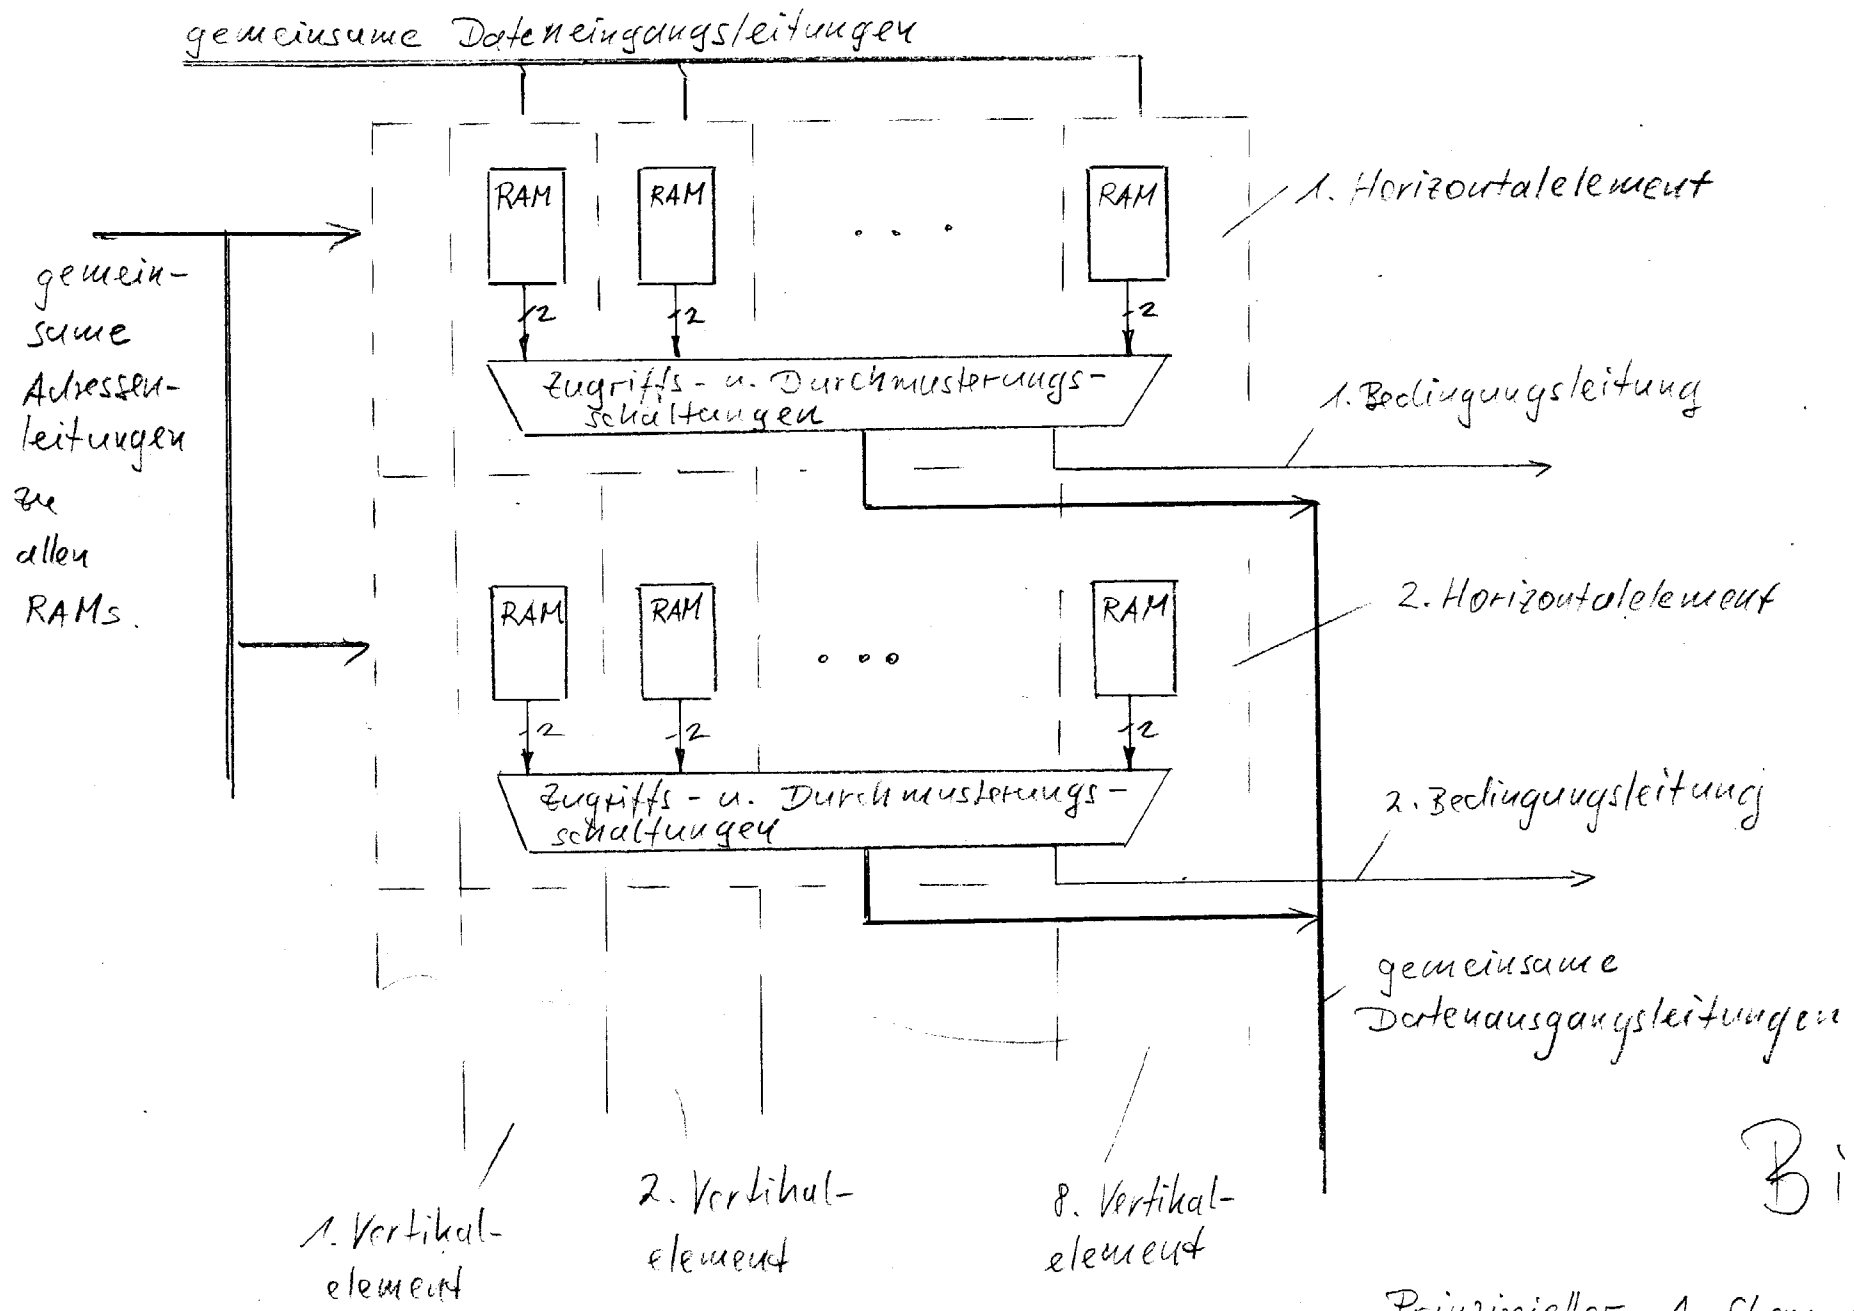 gemeinsame Dateneingangsleitungen
RAM
RAM
RAM
. . .
1. Horizontalelement
gemein-
same
Adressen-
leitungen
zu
allen
RAMs.
2
2
2
Zugriffs- u. Durchmusterungs-
schaltungen
1. Bedingungsleitung
RAM
RAM
RAM
. . .
2. Horizontalelement
2
2
2
Zugriffs- u. Durchmusterungs-
schaltungen
2. Bedingungsleitung
gemeinsame
Datenausgangsleitungen
1. Vertikal-
element
2. Vertikal-
element
8. Vertikal-
element
Bi
Prinzipieller